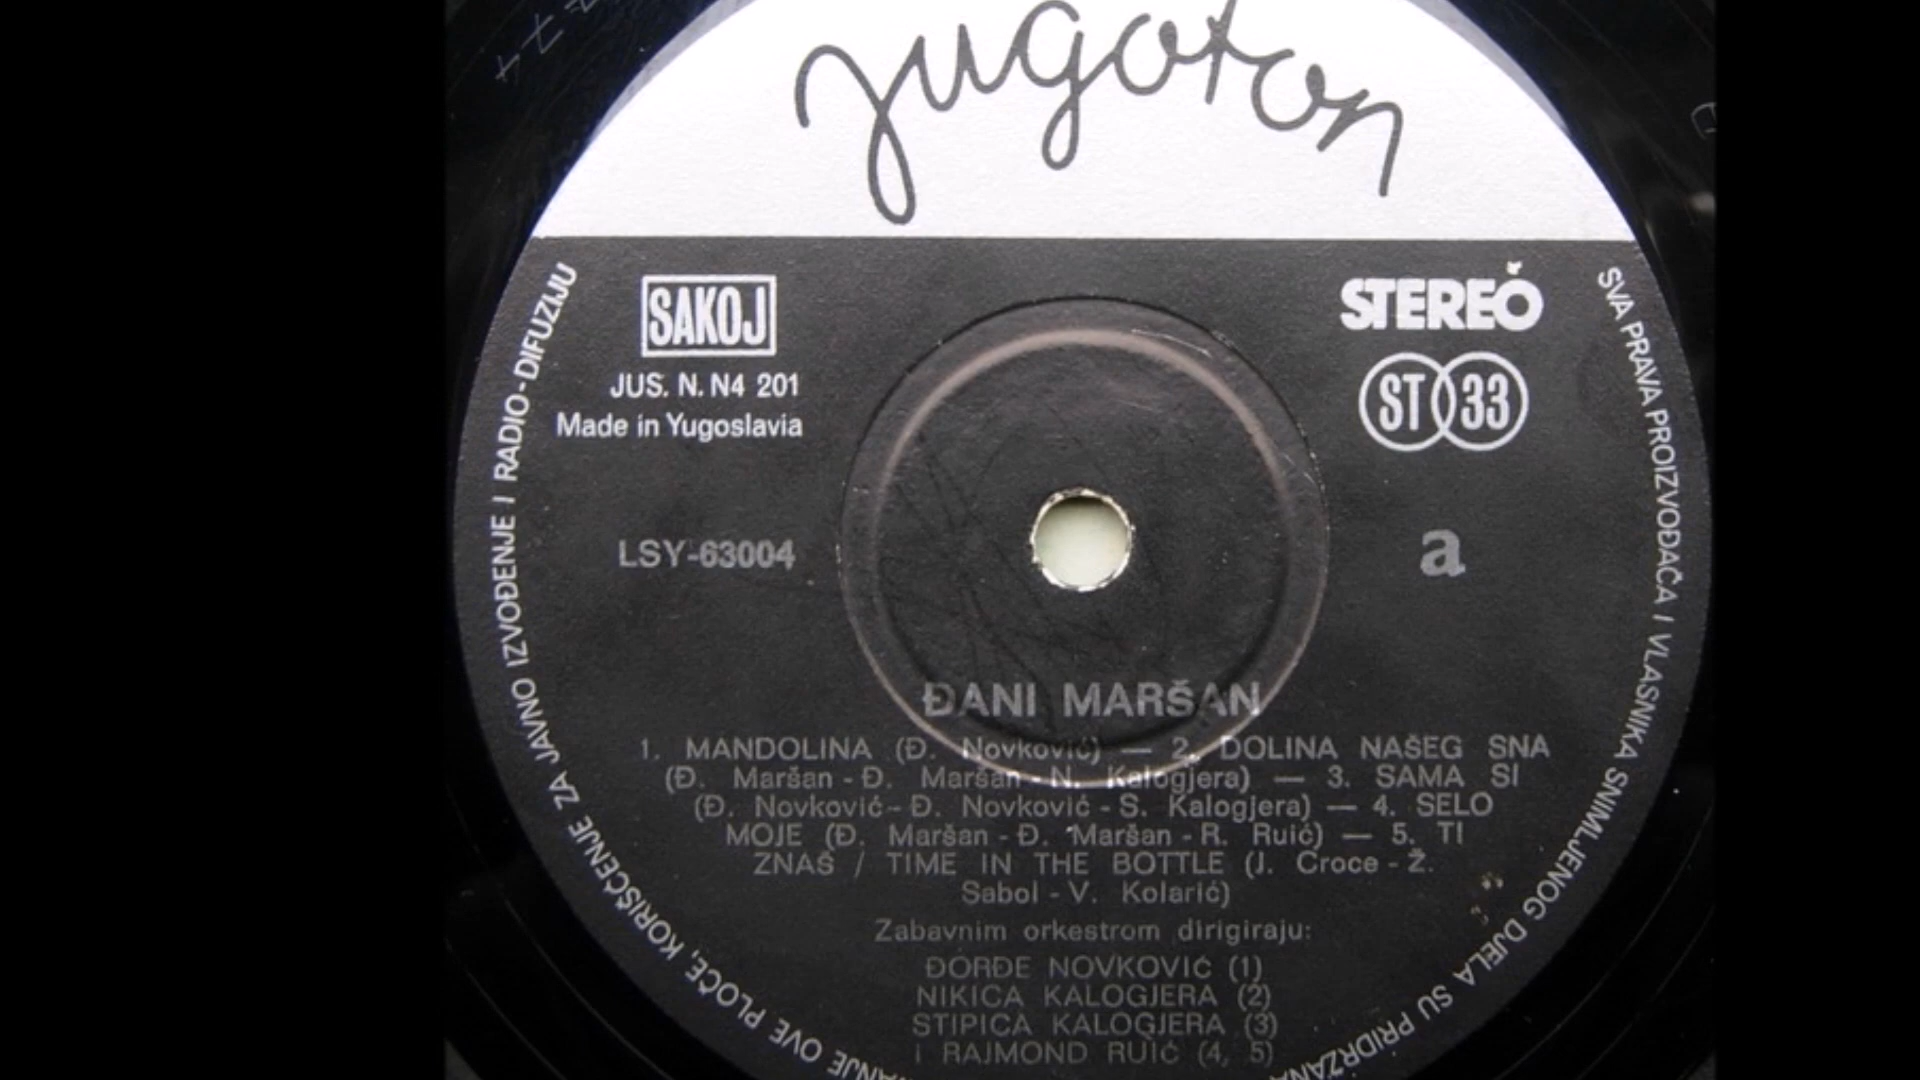 jugoton
SAKOJ
JUS. N. N4 201
Made in Yugoslavia
STEREO
ST 33
LSY-63004
a
ĐANI MARŠAN
1. MANDOLINA (Đ. Novković) — 2. DOLINA NAŠEG SNA
(Đ. Maršan - Đ. Maršan - N. Kalogjera) — 3. SAMA SI
(Đ. Novković - Đ. Novković - S. Kalogjera) — 4. SELO
MOJE (Đ. Maršan - Đ. Maršan - R. Ruić) — 5. TI
ZNAŠ / TIME IN THE BOTTLE (J. Croce - Ž.
Sabol - V. Kolarić)
Zabavnim orkestrom dirigiraju:
ĐORĐE NOVKOVIĆ (1)
NIKICA KALOGJERA (2)
STIPICA KALOGJERA (3)
I RAJMOND RUIĆ (4, 5)
SVA PRAVA PROIZVOĐAČA I VLASNIKA SNIMLJENOG DJELA SU
OVE PLOČE, KORIŠĆENJE ZA JAVNO IZVOĐENJE I RADIO-DIFUZIJU